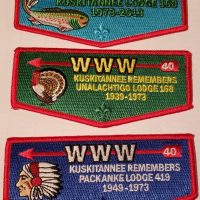 KUSKITANNEE LODGE 168
1973-2013
WWW
40
KUSKITANNEE REMEMBERS
UNALACHTIGO LODGE 168
1939-1973
WWW
40
KUSKITANNEE REMEMBERS
PACKANKE LODGE 419
1949-1973